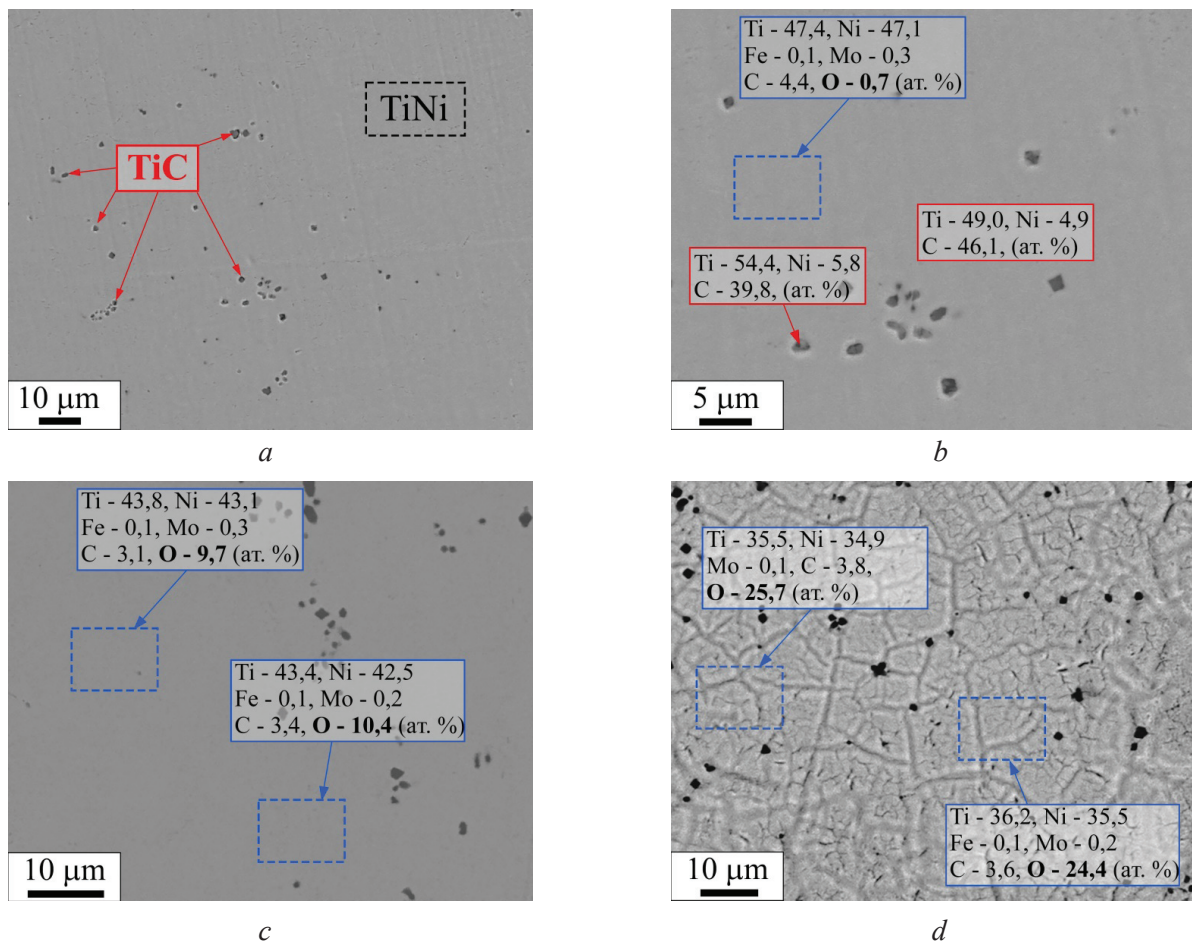 TiNi
TiC
10 μm
a
Ti - 47,4, Ni - 47,1
Fe - 0,1, Mo - 0,3
C - 4,4, O - 0,7 (ат. %)
Ti - 49,0, Ni - 4,9
C - 46,1, (ат. %)
Ti - 54,4, Ni - 5,8
C - 39,8, (ат. %)
5 μm
b
Ti - 43,8, Ni - 43,1
Fe - 0,1, Mo - 0,3
C - 3,1, O - 9,7 (ат. %)
Ti - 43,4, Ni - 42,5
Fe - 0,1, Mo - 0,2
C - 3,4, O - 10,4 (ат. %)
10 μm
c
Ti - 35,5, Ni - 34,9
Mo - 0,1, C - 3,8,
O - 25,7 (ат. %)
Ti - 36,2, Ni - 35,5
Fe - 0,1, Mo - 0,2
C - 3,6, O - 24,4 (ат. %)
10 μm
d